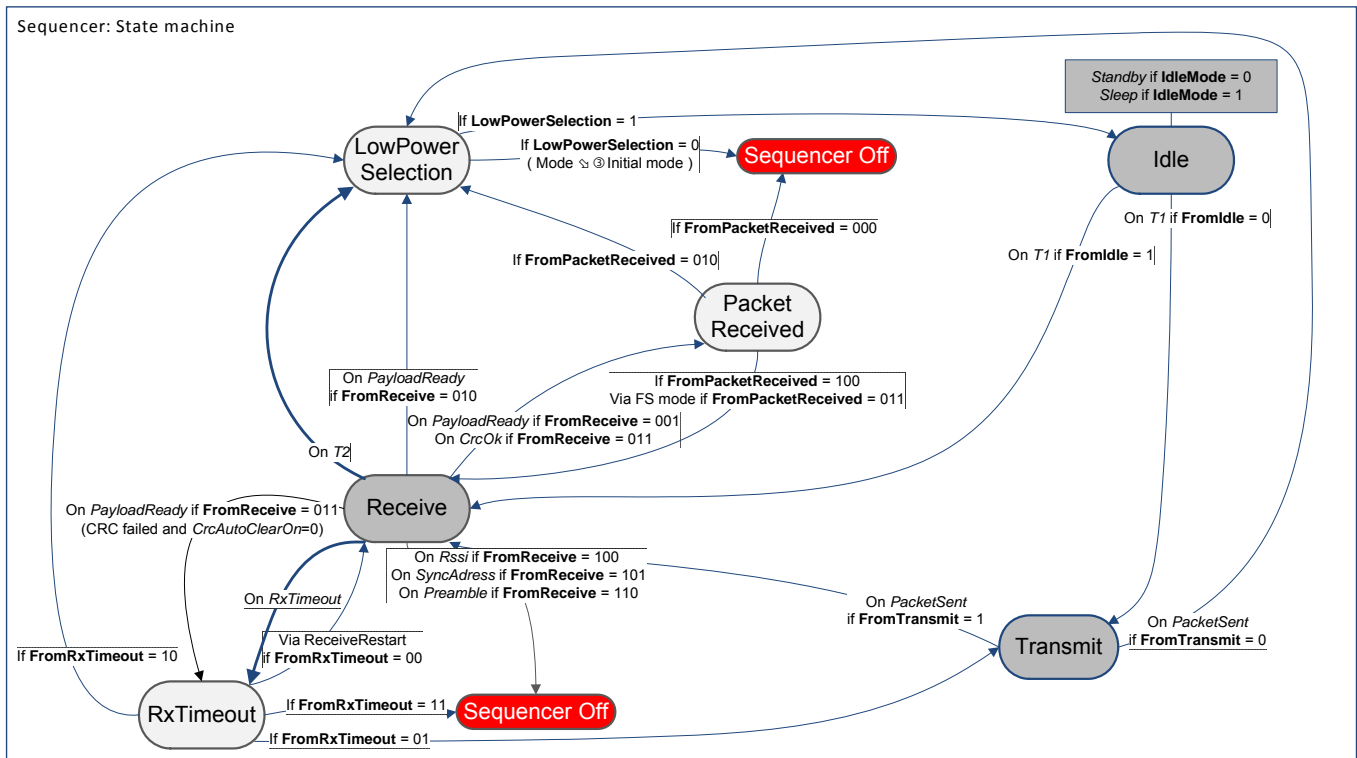 Sequencer: State machine
Standby if IdleMode = 0
Sleep if IdleMode = 1
If LowPowerSelection = 1
LowPower
Selection
If LowPowerSelection = 0
( Mode ⇘ ③ Initial mode )
Sequencer Off
Idle
On T1 if FromIdle = 0
If FromPacketReceived = 000
On T1 if FromIdle = 1
If FromPacketReceived = 010
Packet
Received
On PayloadReady
if FromReceive = 010
If FromPacketReceived = 100
Via FS mode if FromPacketReceived = 011
On PayloadReady if FromReceive = 001
On CrcOk if FromReceive = 011
On T2
Receive
On PayloadReady if FromReceive = 011
(CRC failed and CrcAutoClearOn=0)
On Rssi if FromReceive = 100
On SyncAdress if FromReceive = 101
On Preamble if FromReceive = 110
On RxTimeout
On PacketSent
if FromTransmit = 1
On PacketSent
if FromTransmit = 0
Transmit
Via ReceiveRestart
if FromRxTimeout = 00
If FromRxTimeout = 10
RxTimeout
If FromRxTimeout = 11
Sequencer Off
If FromRxTimeout = 01